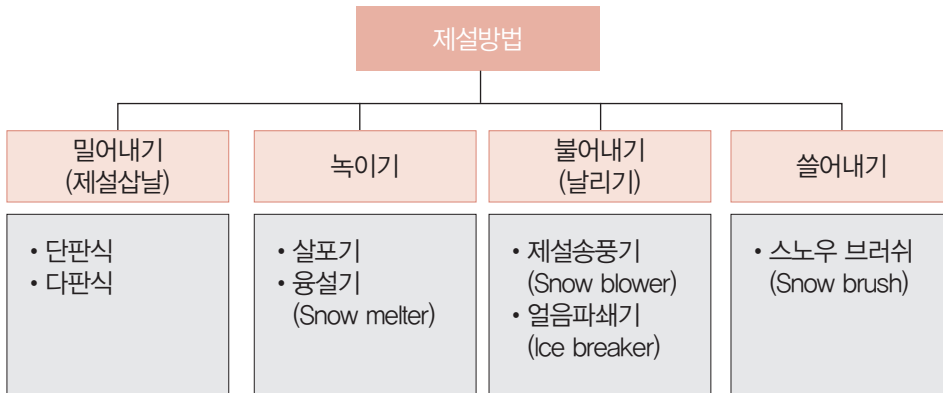 제설방법
밀어내기
(제설삽날)
• 단판식
• 다판식
녹이기
• 살포기
• 융설기
(Snow melter)
불어내기
(날리기)
• 제설송풍기
(Snow blower)
• 얼음파쇄기
(Ice breaker)
쓸어내기
• 스노우 브러쉬
(Snow brush)